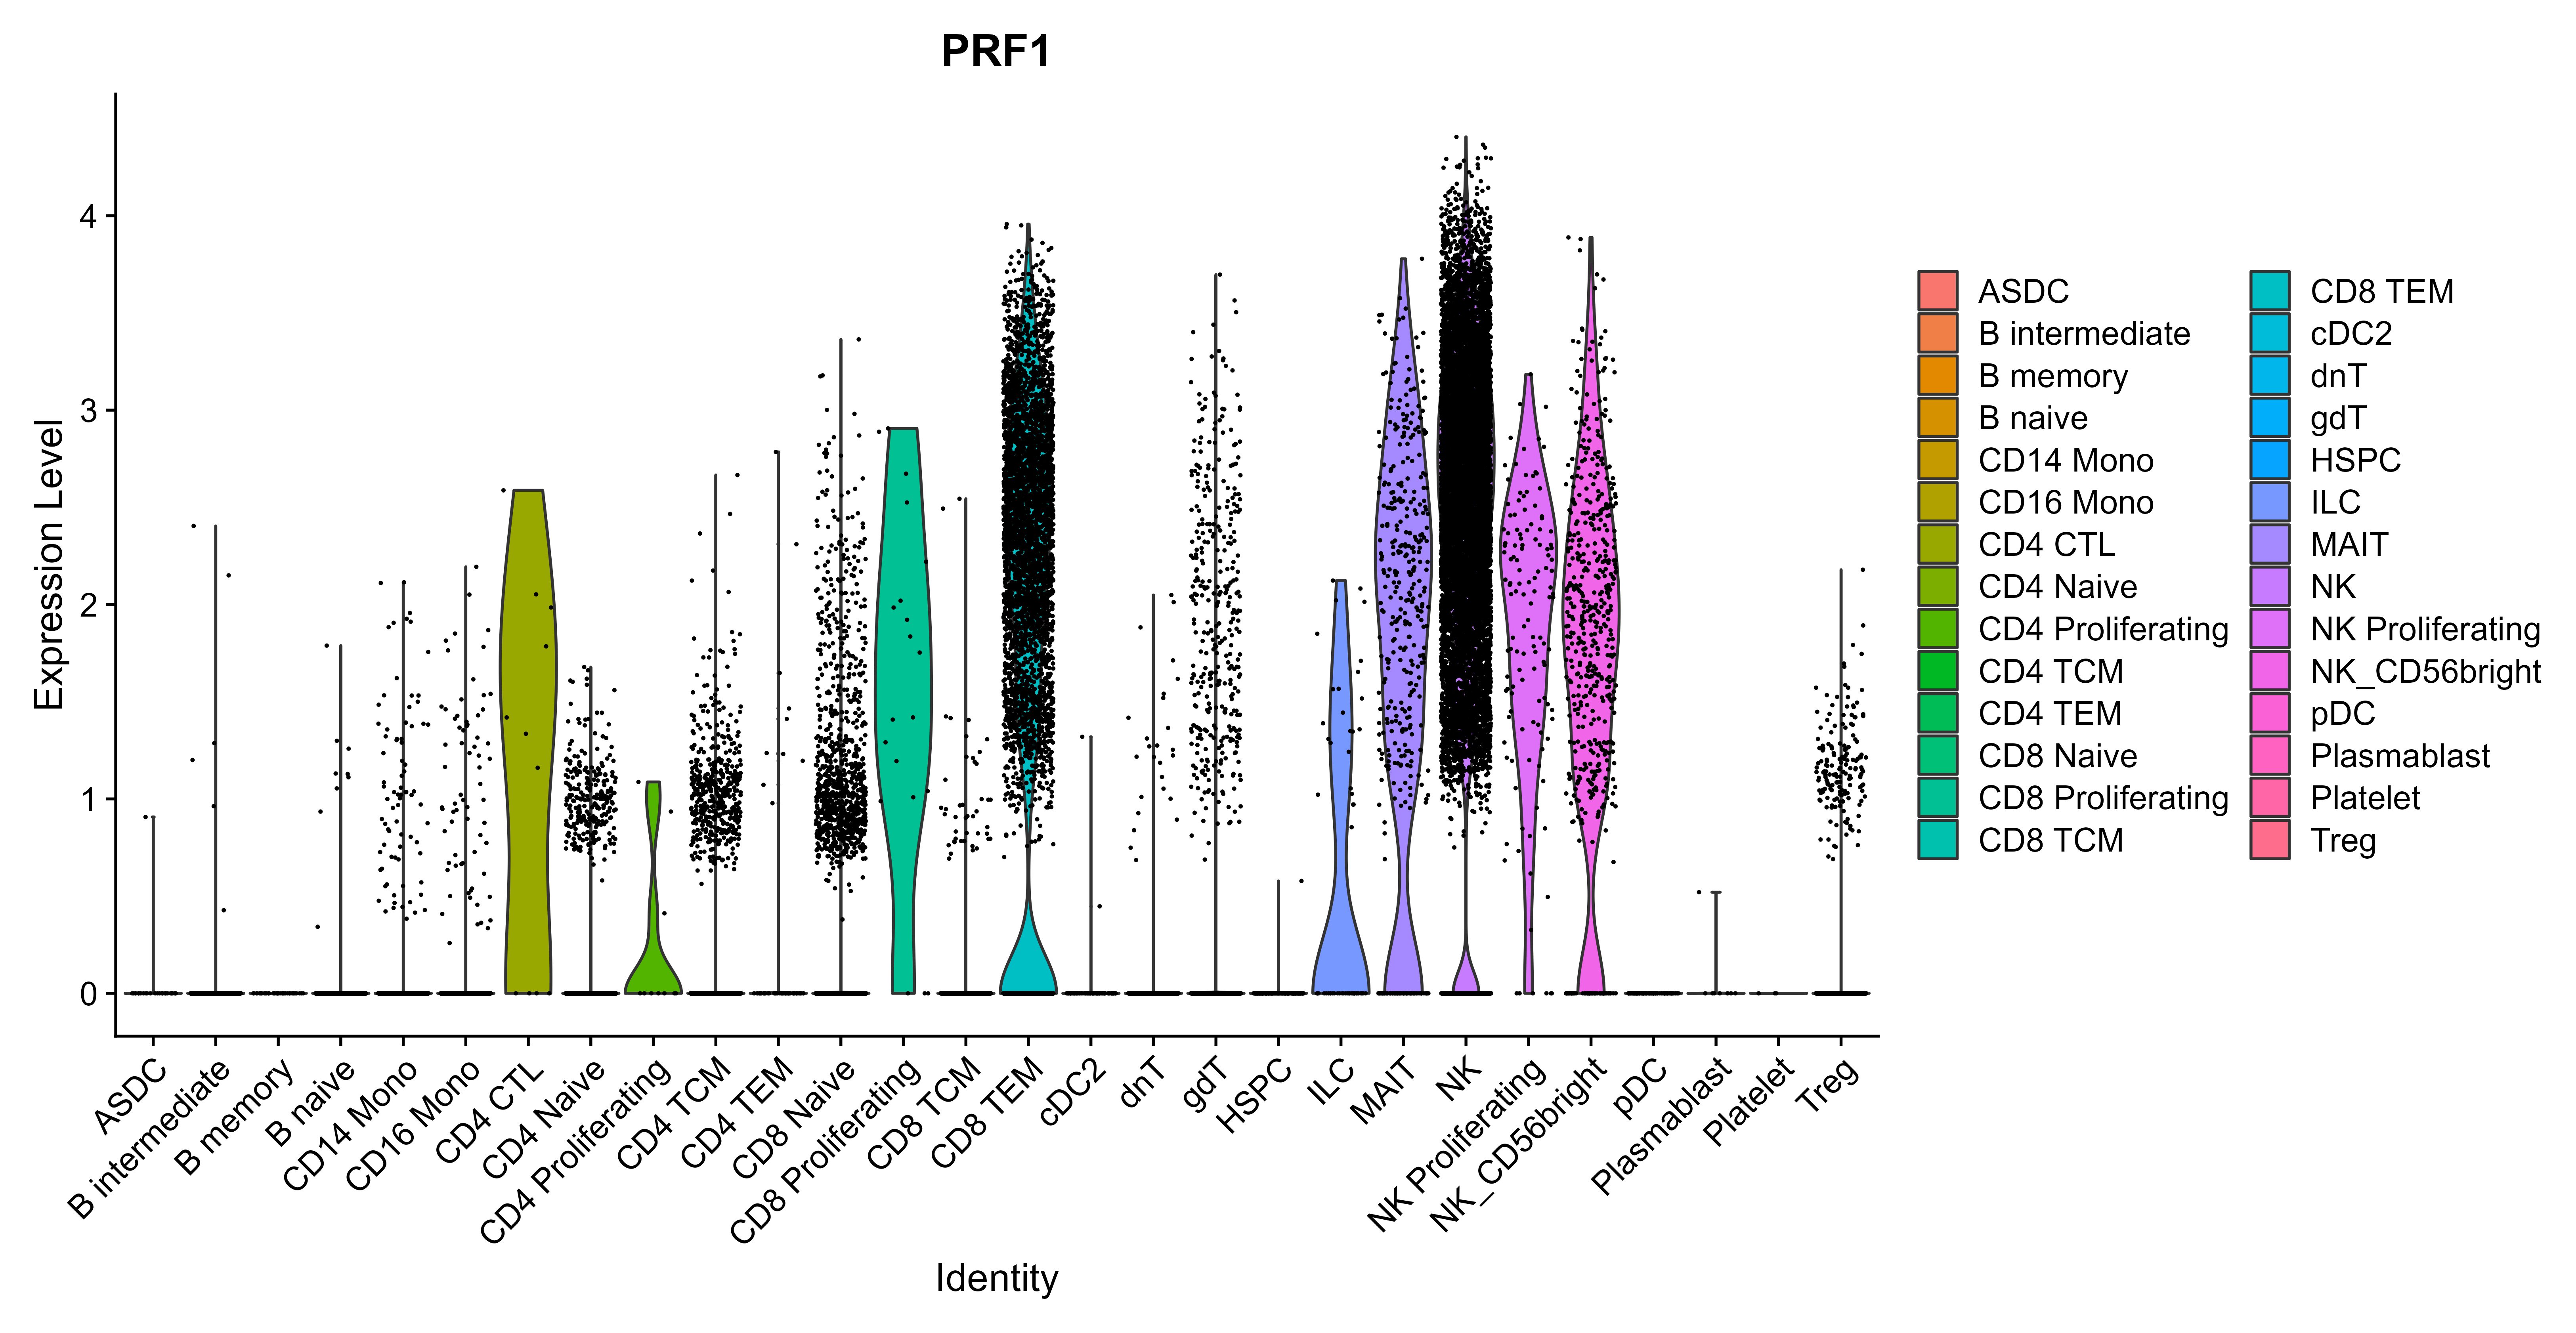 PRF1
Expression Level
4
3
2
1
0
ASDC
B intermediate
B memory
B naive
CD14 Mono
CD16 Mono
CD4 CTL
CD4 Naive
CD4 Proliferating
CD4 TCM
CD4 TEM
CD8 Naive
CD8 Proliferating
CD8 TCM
CD8 TEM
cDC2
dnT
gdT
HSPC
ILC
MAIT
NK
NK Proliferating
NK_CD56bright
pDC
Plasmablast
Platelet
Treg
Identity
ASDC
B intermediate
B memory
B naive
CD14 Mono
CD16 Mono
CD4 CTL
CD4 Naive
CD4 Proliferating
CD4 TCM
CD4 TEM
CD8 Naive
CD8 Proliferating
CD8 TCM
CD8 TEM
cDC2
dnT
gdT
HSPC
ILC
MAIT
NK
NK Proliferating
NK_CD56bright
pDC
Plasmablast
Platelet
Treg